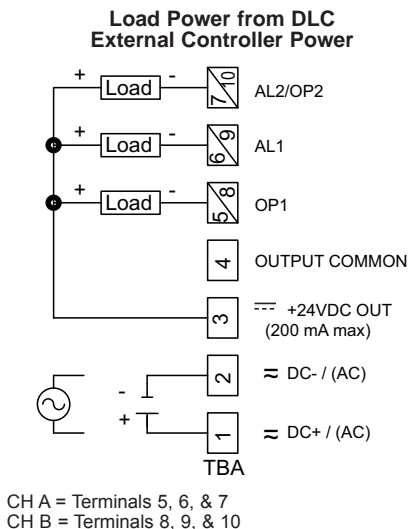 Load Power from DLC
External Controller Power
+ Load - 7/10 AL2/OP2
+ Load - 6/9 AL1
+ Load - 5/8 OP1
4 OUTPUT COMMON
3 +24VDC OUT
(200 mA max)
- 2 ≂ DC- / (AC)
+ 1 ≂ DC+ / (AC)
TBA
CH A = Terminals 5, 6, & 7
CH B = Terminals 8, 9, & 10